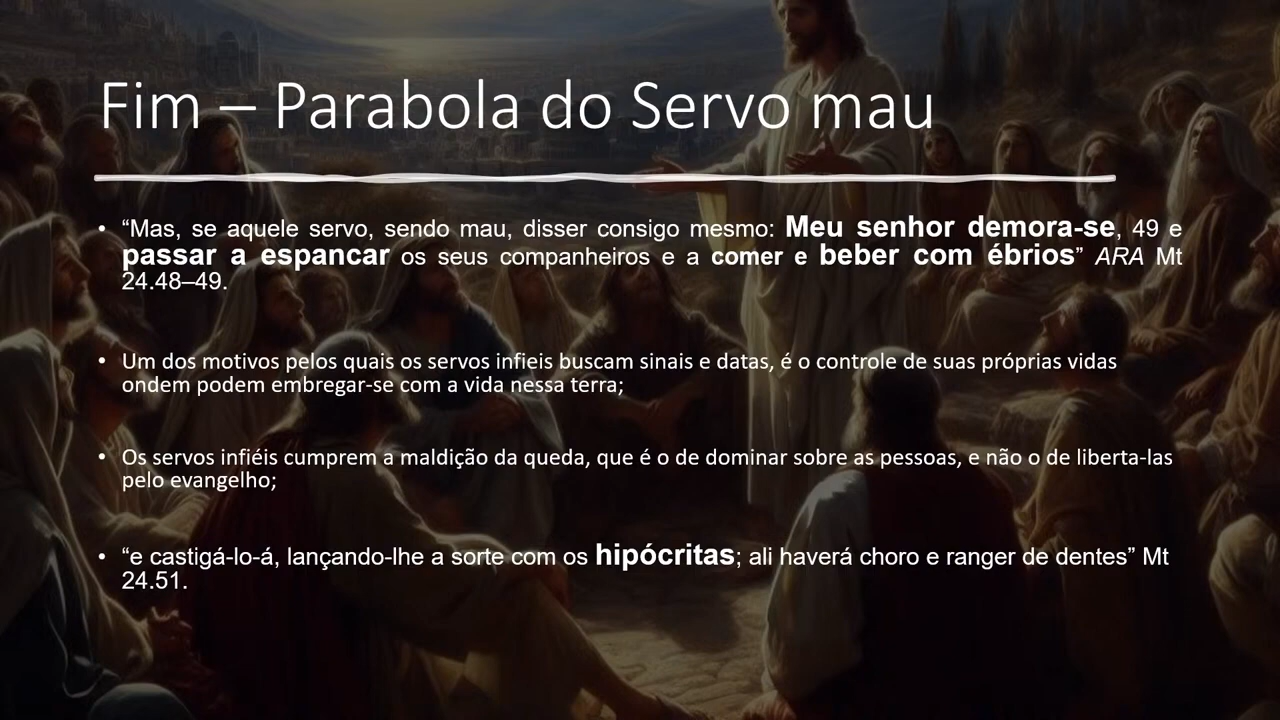 Fim – Parabola do Servo mau
• “Mas, se aquele servo, sendo mau, disser consigo mesmo: Meu senhor demora-se, 49 e
passar a espancar os seus companheiros e a comer e beber com ébrios” ARA Mt
24.48–49.
• Um dos motivos pelos quais os servos infieis buscam sinais e datas, é o controle de suas próprias vidas
ondem podem embregar-se com a vida nessa terra;
• Os servos infiéis cumprem a maldição da queda, que é o de dominar sobre as pessoas, e não o de liberta-las
pelo evangelho;
• “e castigá-lo-á, lançando-lhe a sorte com os hipócritas; ali haverá choro e ranger de dentes” Mt
24.51.